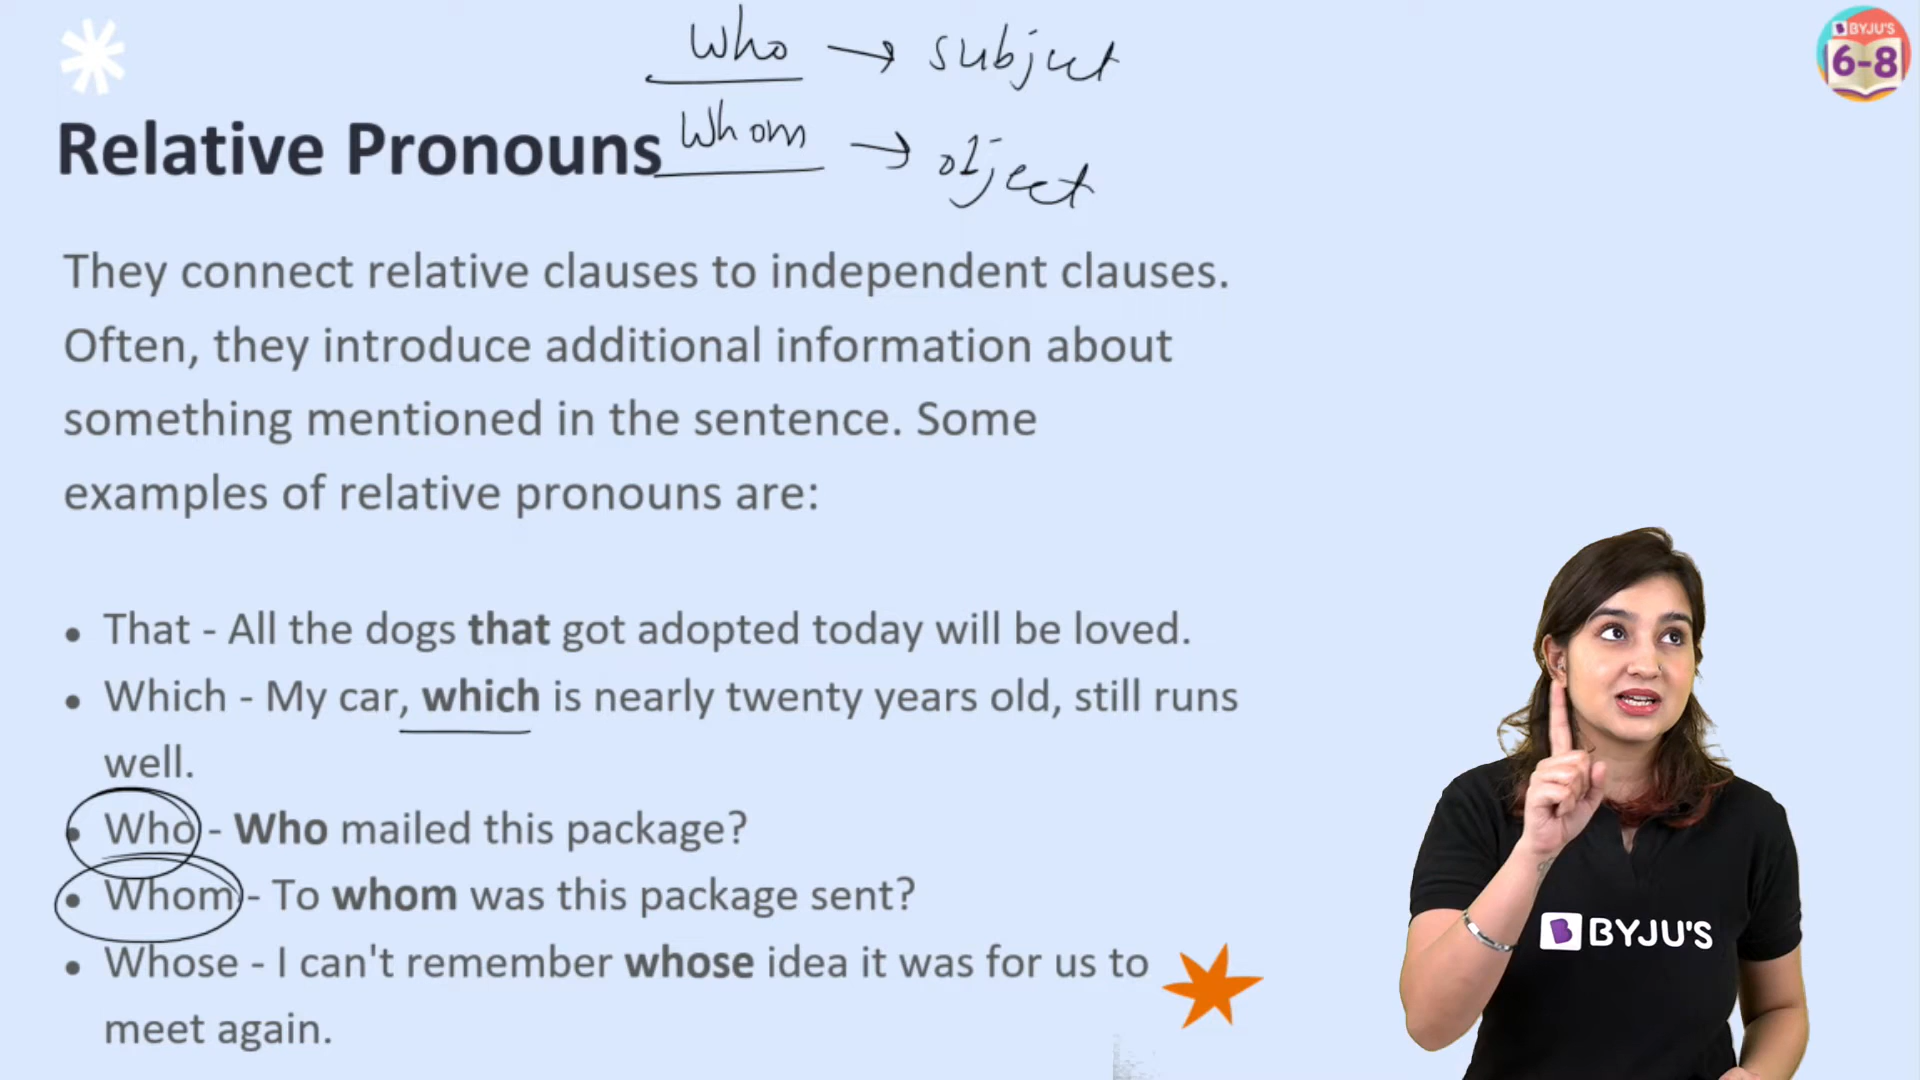 who → subject
BYJU'S
6-8
whom → object
Relative Pronouns
They connect relative clauses to independent clauses.
Often, they introduce additional information about
something mentioned in the sentence. Some
examples of relative pronouns are:
• That - All the dogs that got adopted today will be loved.
• Which - My car, which is nearly twenty years old, still runs
well.
• Who - Who mailed this package?
• Whom - To whom was this package sent?
• Whose - I can't remember whose idea it was for us to
meet again.
BYJU'S